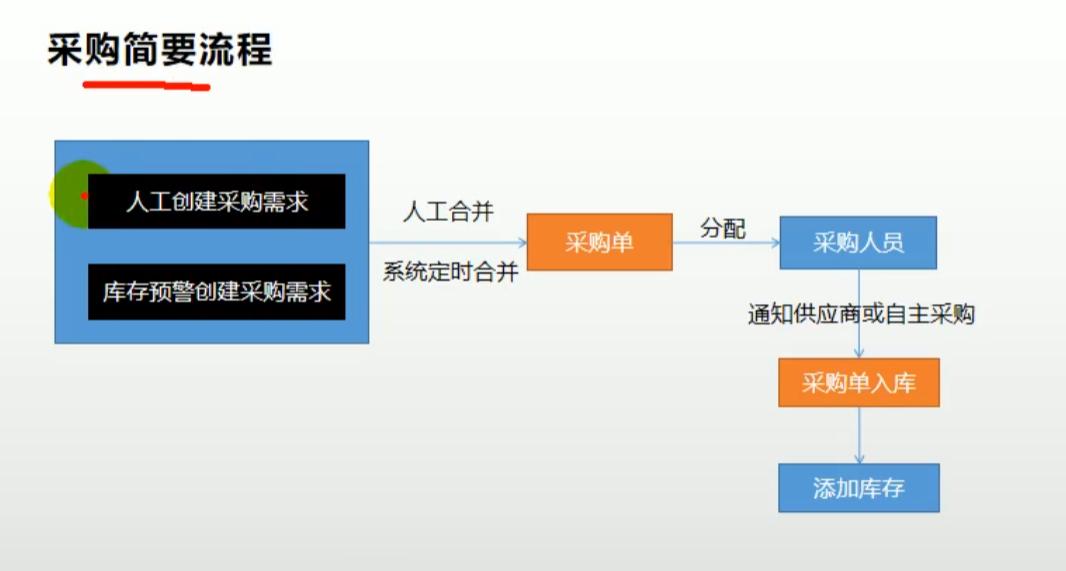 采购简要流程
人工创建采购需求
库存预警创建采购需求
人工合并
系统定时合并
采购单
分配
采购人员
通知供应商或自主采购
采购单入库
添加库存